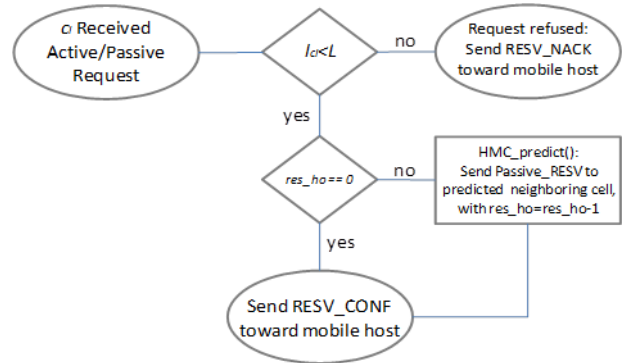 ci Received
Active/Passive
Request
lci<L
no
Request refused:
Send RESV_NACK
toward mobile host
yes
res_ho == 0
no
HMC_predict():
Send Passive_RESV to
predicted neighboring cell,
with res_ho=res_ho-1
yes
Send RESV_CONF
toward mobile host